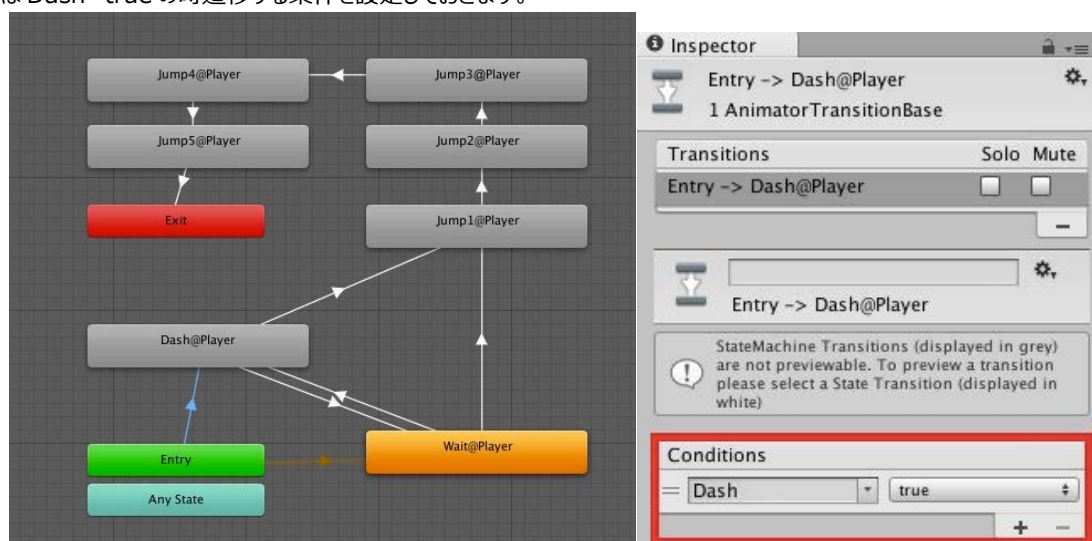 Dash
Jump4@Player
Jump3@Player
Jump5@Player
Jump2@Player
Exit
Jump1@Player
Dash@Player
Entry
Wait@Player
Any State
Inspector
Entry -> Dash@Player
1 AnimatorTransitionBase
Transitions Solo Mute
Entry -> Dash@Player
Entry -> Dash@Player
StateMachine Transitions (displayed in grey)
are not previewable. To preview a transition
please select a State Transition (displayed in
white)
Conditions
Dash true